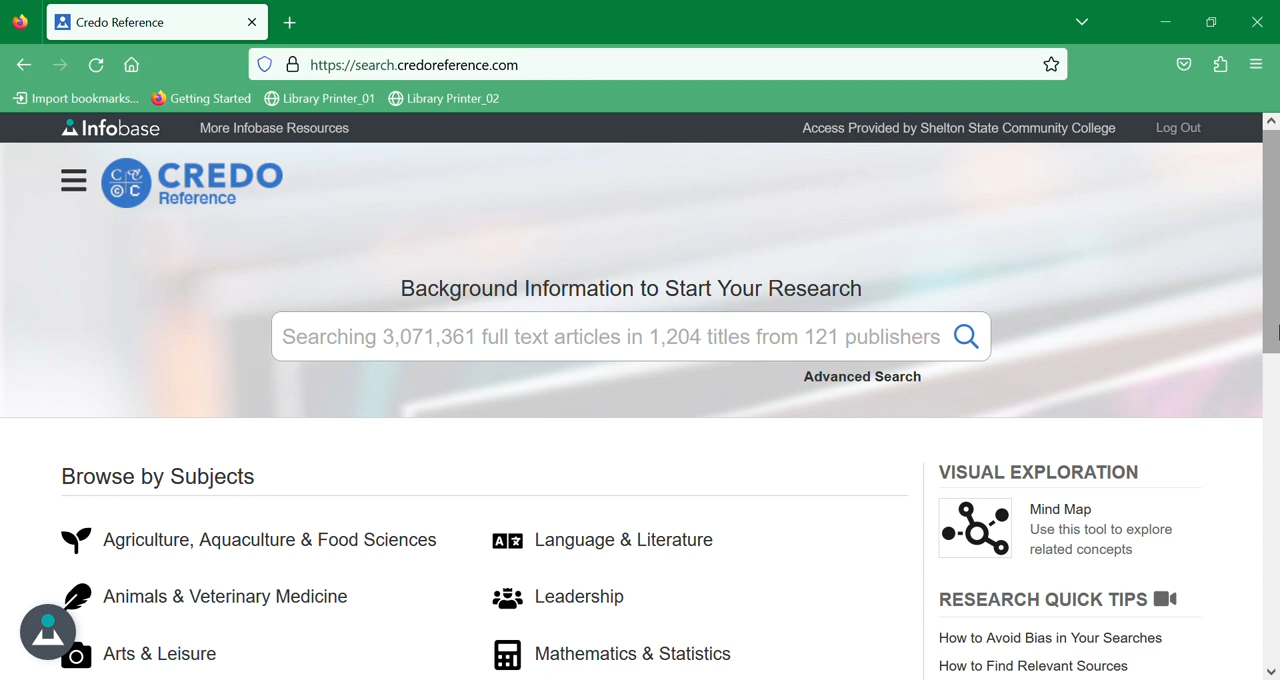 Credo Reference
https://search.credoreference.com
Import bookmarks... Getting Started Library Printer_01 Library Printer_02
Infobase More Infobase Resources Access Provided by Shelton State Community College Log Out
CREDO
Reference
Background Information to Start Your Research
Searching 3,071,361 full text articles in 1,204 titles from 121 publishers
Advanced Search
Browse by Subjects
Agriculture, Aquaculture & Food Sciences
Language & Literature
Animals & Veterinary Medicine
Leadership
Arts & Leisure
Mathematics & Statistics
VISUAL EXPLORATION
Mind Map
Use this tool to explore
related concepts
RESEARCH QUICK TIPS
How to Avoid Bias in Your Searches
How to Find Relevant Sources